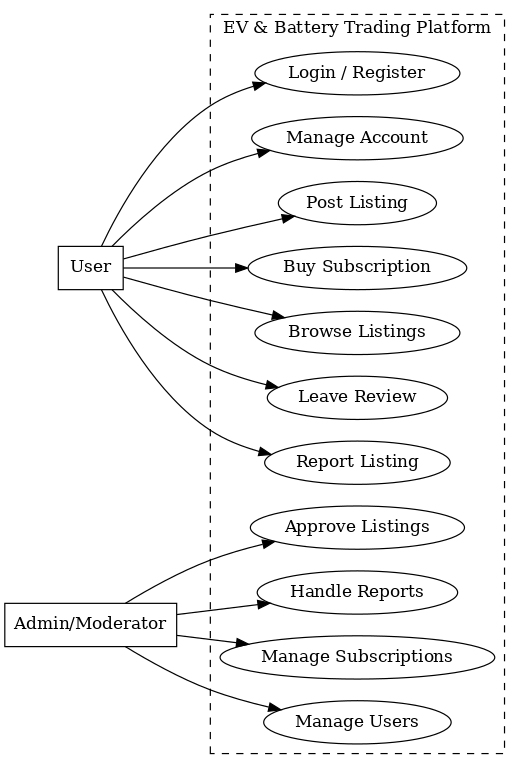 EV & Battery Trading Platform
Login / Register
Manage Account
Post Listing
User
Buy Subscription
Browse Listings
Leave Review
Report Listing
Approve Listings
Handle Reports
Admin/Moderator
Manage Subscriptions
Manage Users